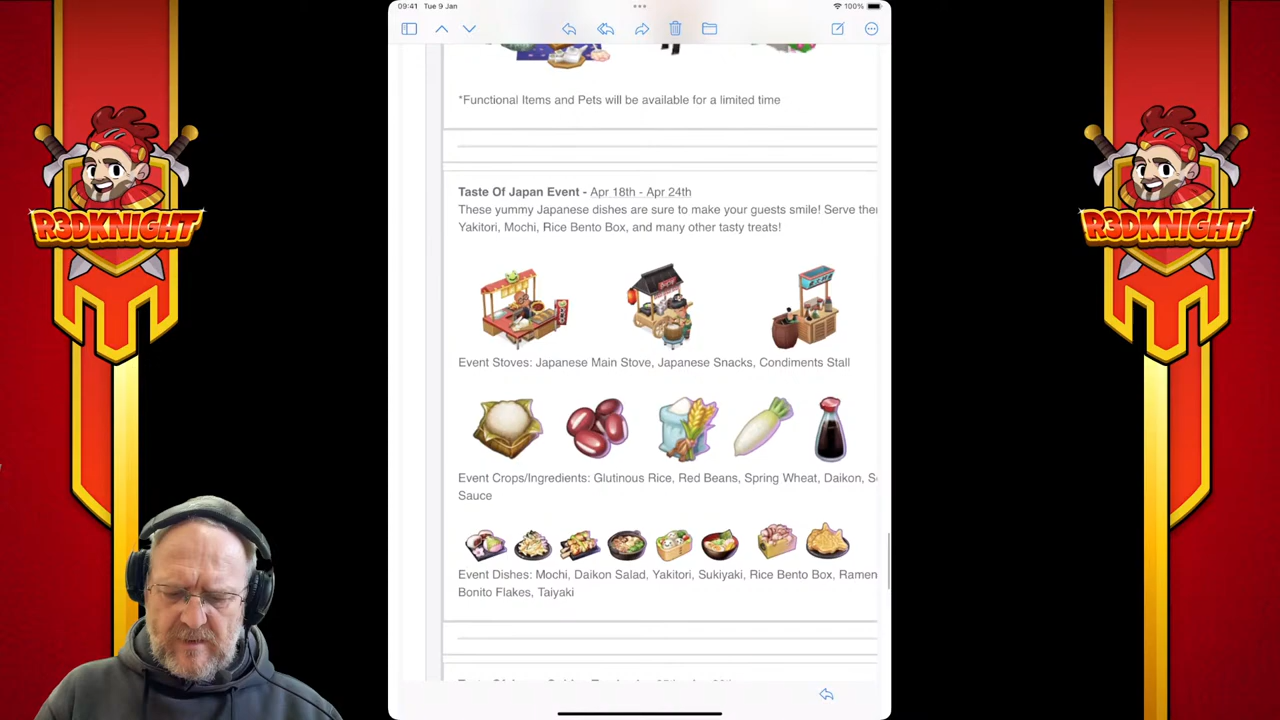 09:41 Tue 9 Jan
100%
*Functional Items and Pets will be available for a limited time
Taste Of Japan Event - Apr 18th - Apr 24th
These yummy Japanese dishes are sure to make your guests smile! Serve
Yakitori, Mochi, Rice Bento Box, and many other tasty treats!
Event Stoves: Japanese Main Stove, Japanese Snacks, Condiments Stall
Event Crops/Ingredients: Glutinous Rice, Red Beans, Spring Wheat, Daikon,
Sauce
Event Dishes: Mochi, Daikon Salad, Yakitori, Sukiyaki, Rice Bento Box, Ramen
Bonito Flakes, Taiyaki
R3DKNIGHT
R3DKNIGHT